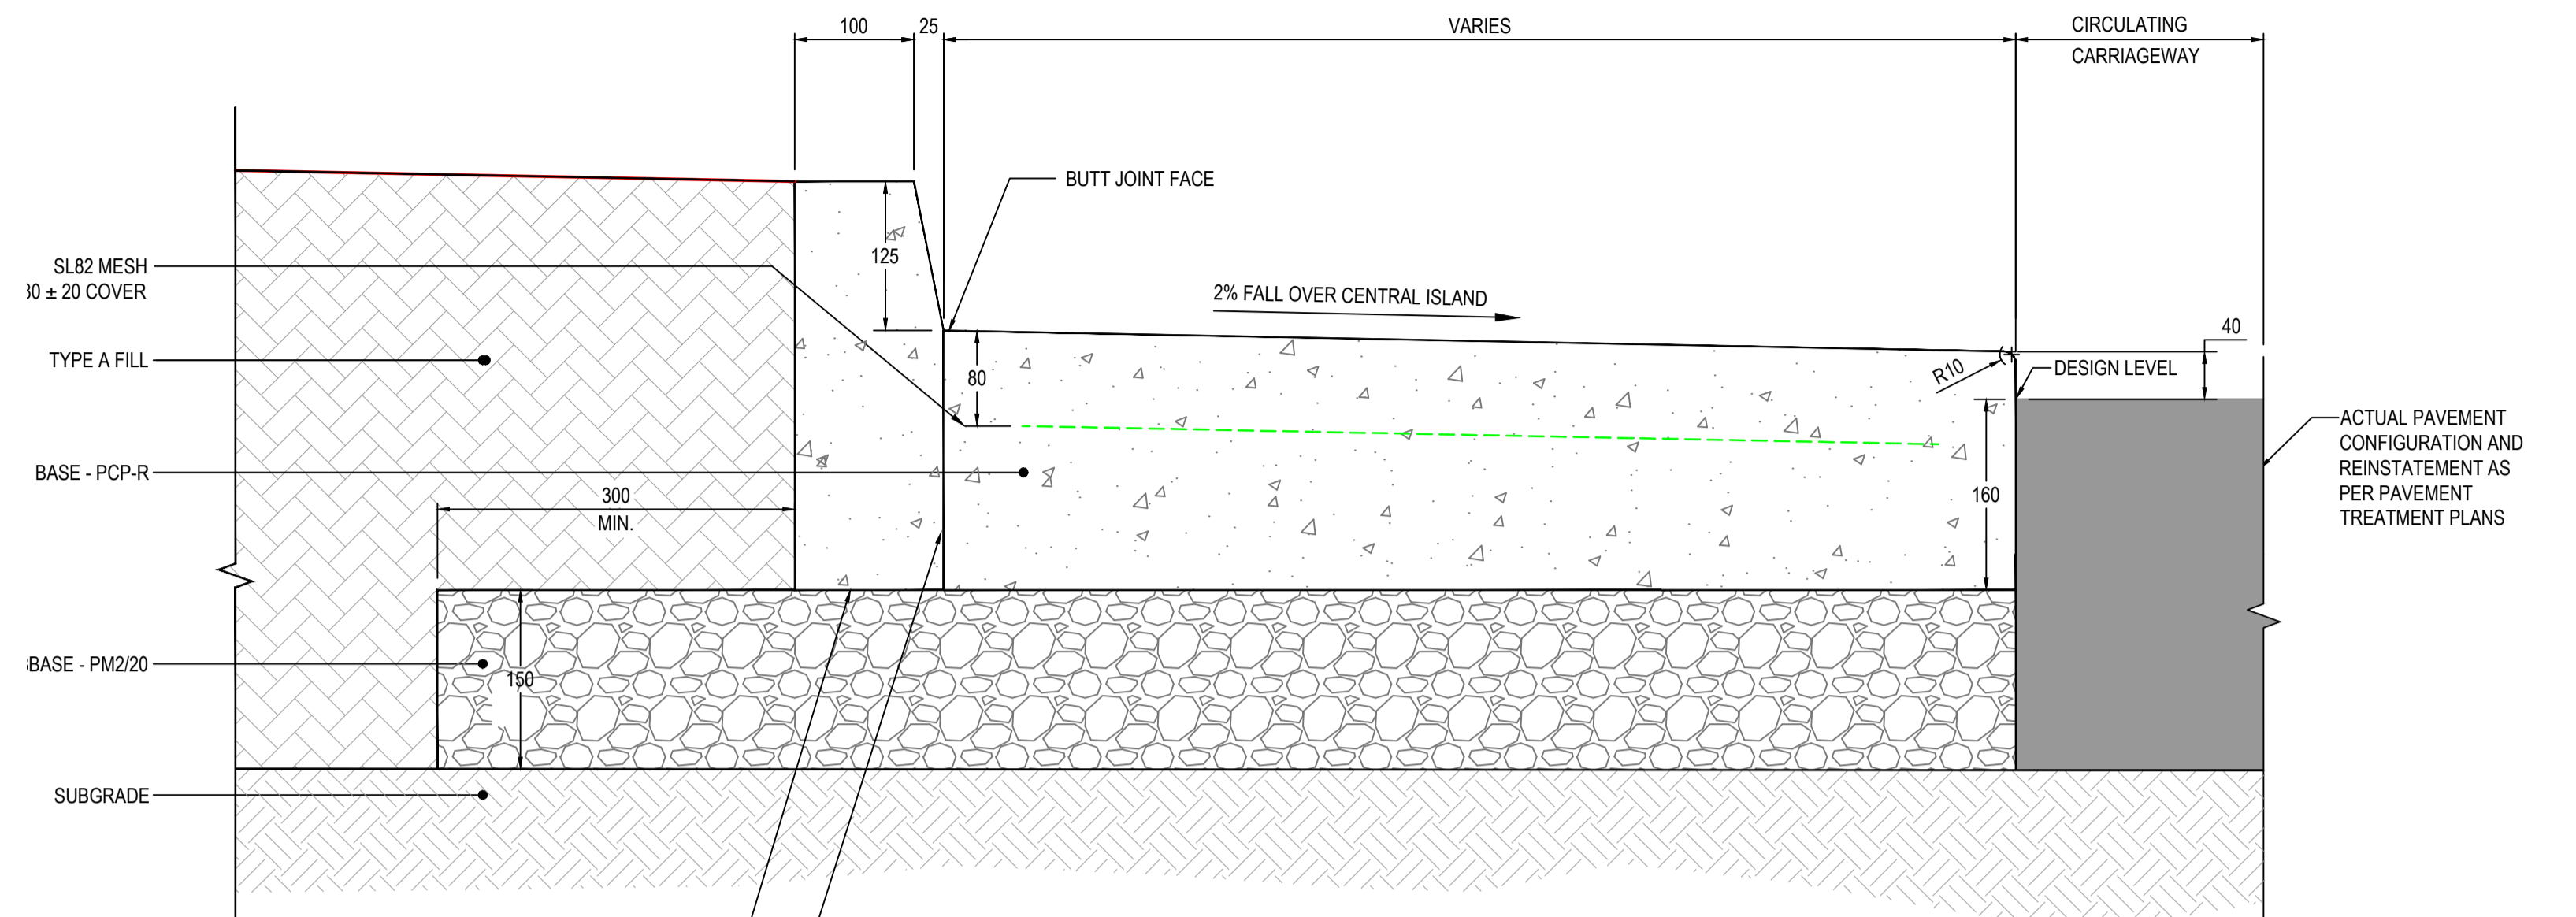 100
25
VARIES
CIRCULATING
CARRIAGEWAY
BUTT JOINT FACE
125
SL82 MESH
± 20 COVER
2% FALL OVER CENTRAL ISLAND
40
R10
DESIGN LEVEL
TYPE A FILL
80
ACTUAL PAVEMENT
CONFIGURATION AND
REINSTATEMENT AS
PER PAVEMENT
TREATMENT PLANS
BASE - PCP-R
300
MIN.
160
BASE - PM2/20
150
SUBGRADE